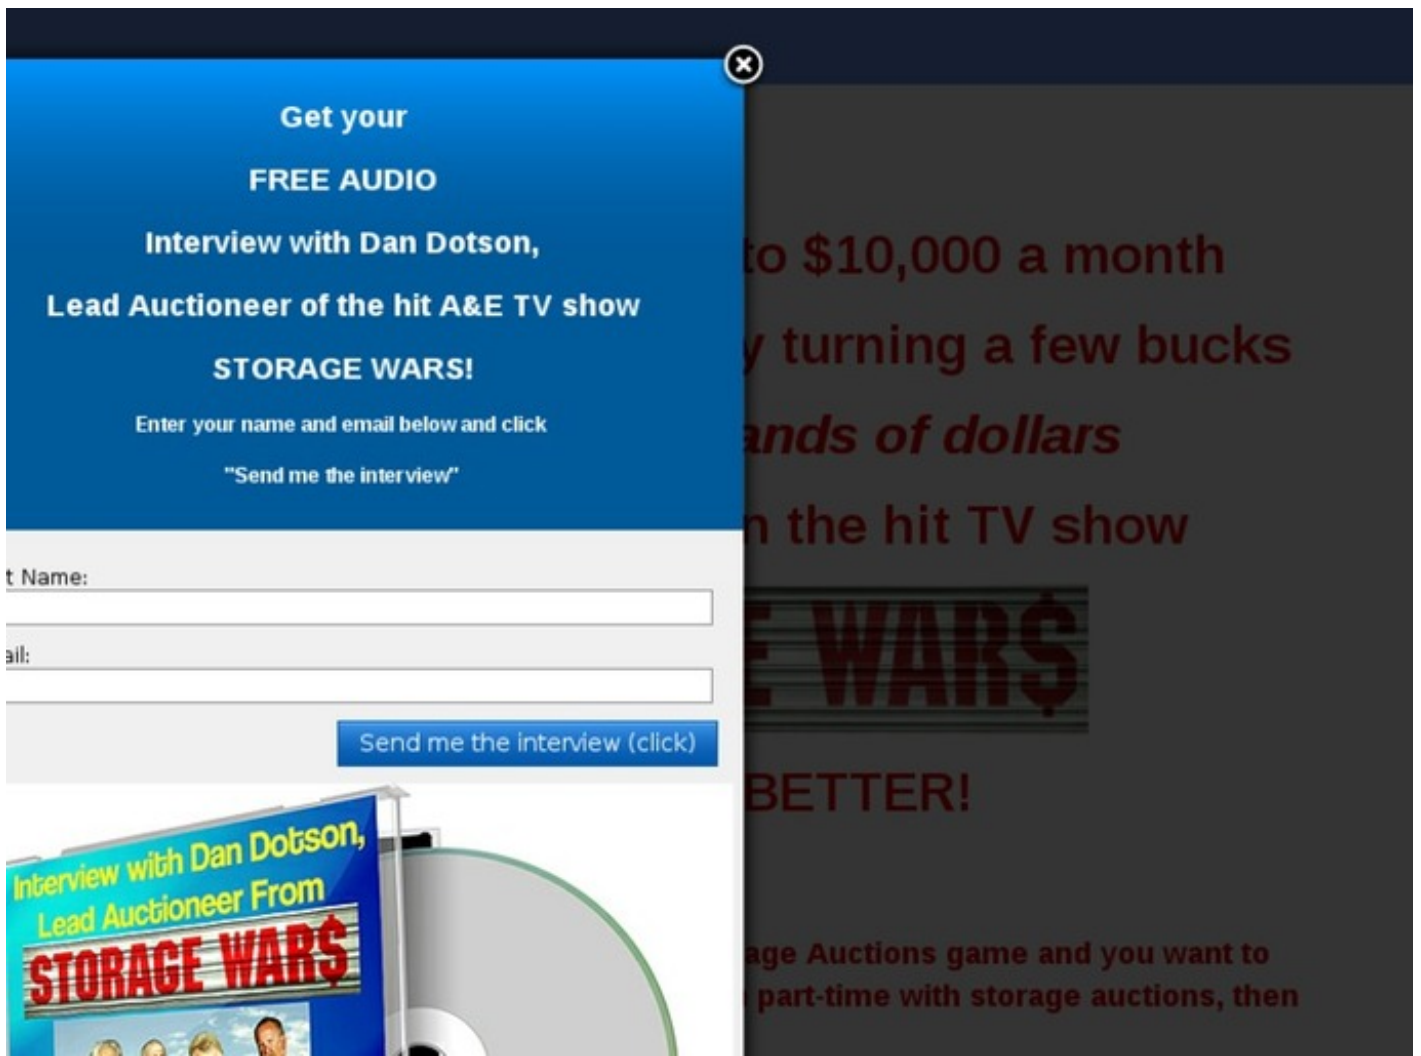 Get your
FREE AUDIO
Interview with Dan Dotson,
Lead Auctioneer of the hit A&E TV show
STORAGE WARS!
Enter your name and email below and click
"Send me the interview"
t Name:
ail:
Send me the interview (click)
Interview with Dan Dotson,
Lead Auctioneer From
STORAGE WAR$
to $10,000 a month
y turning a few bucks
ands of dollars
n the hit TV show
E WAR$
BETTER!
age Auctions game and you want to
part-time with storage auctions, then